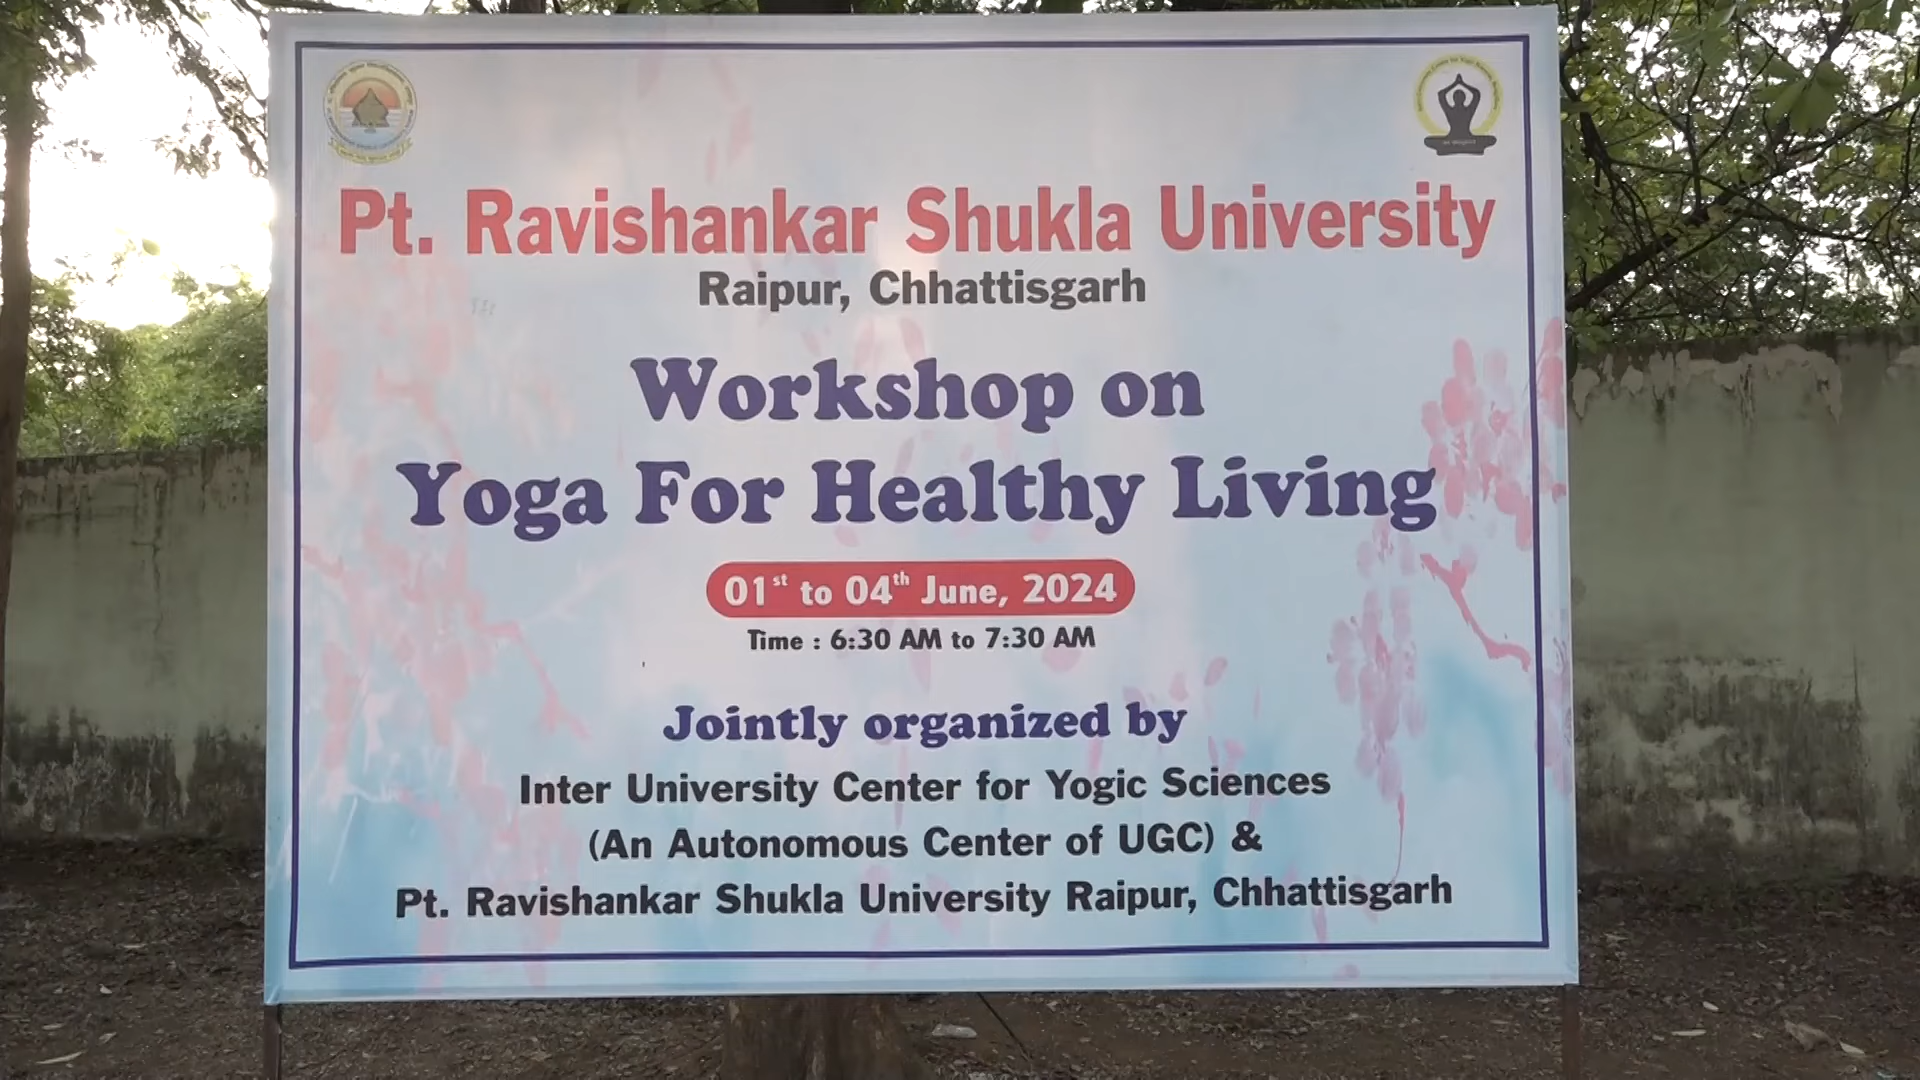 Pt. Ravishankar Shukla University
Raipur, Chhattisgarh
Workshop on
Yoga For Healthy Living
01st to 04th June, 2024
Time : 6:30 AM to 7:30 AM
Jointly organized by
Inter University Center for Yogic Sciences
(An Autonomous Center of UGC) &
Pt. Ravishankar Shukla University Raipur, Chhattisgarh